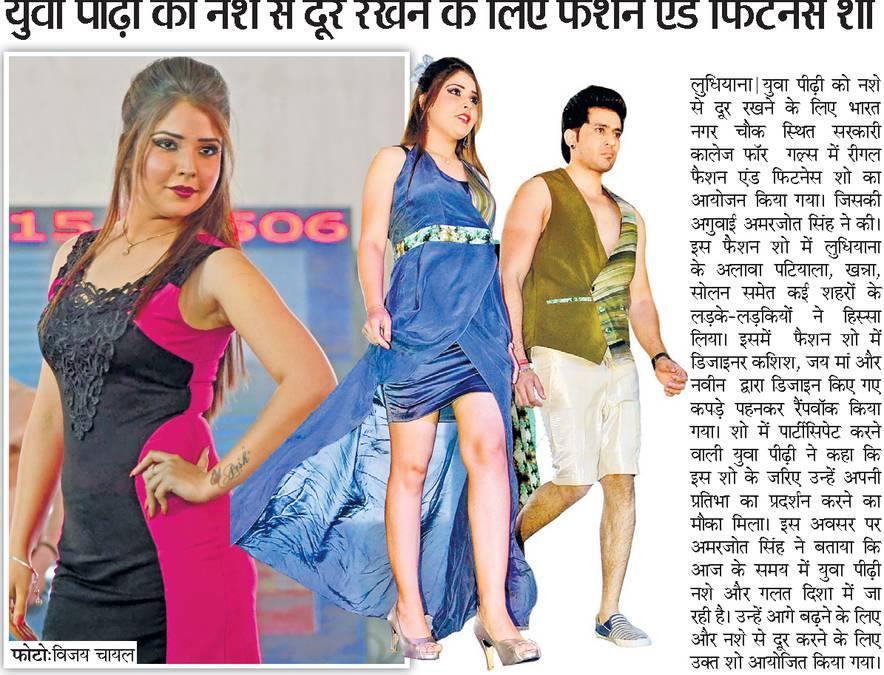 युवा पीढ़ी को नशे से दूर रखने के लिए फैशन एंड फिटनेस शो
15 506
लुधियाना|युवा पीढ़ी को नशे
से दूर रखने के लिए भारत
नगर चौक स्थित सरकारी
कालेज फॉर गर्ल्स में रीगल
फैशन एंड फिटनेस शो का
आयोजन किया गया। जिसकी
अगुवाई अमरजोत सिंह ने की।
इस फैशन शो में लुधियाना
के अलावा पटियाला, खन्ना,
सोलन समेत कई शहरों के
लड़के-लड़कियों ने हिस्सा
लिया। इसमें फैशन शो में
डिजाइनर कशिश, जय मां और
नवीन द्वारा डिजाइन किए गए
कपड़े पहनकर रैंपवॉक किया
गया। शो में पार्टीसिपेट करने
वाली युवा पीढ़ी ने कहा कि
इस शो के जरिए उन्हें अपनी
प्रतिभा का प्रदर्शन करने का
मौका मिला। इस अवसर पर
अमरजोत सिंह ने बताया कि
आज के समय में युवा पीढ़ी
नशे और गलत दिशा में जा
रही है। उन्हें आगे बढ़ने के लिए
और नशे से दूर करने के लिए
उक्त शो आयोजित किया गया।
फोटो:विजय चायल